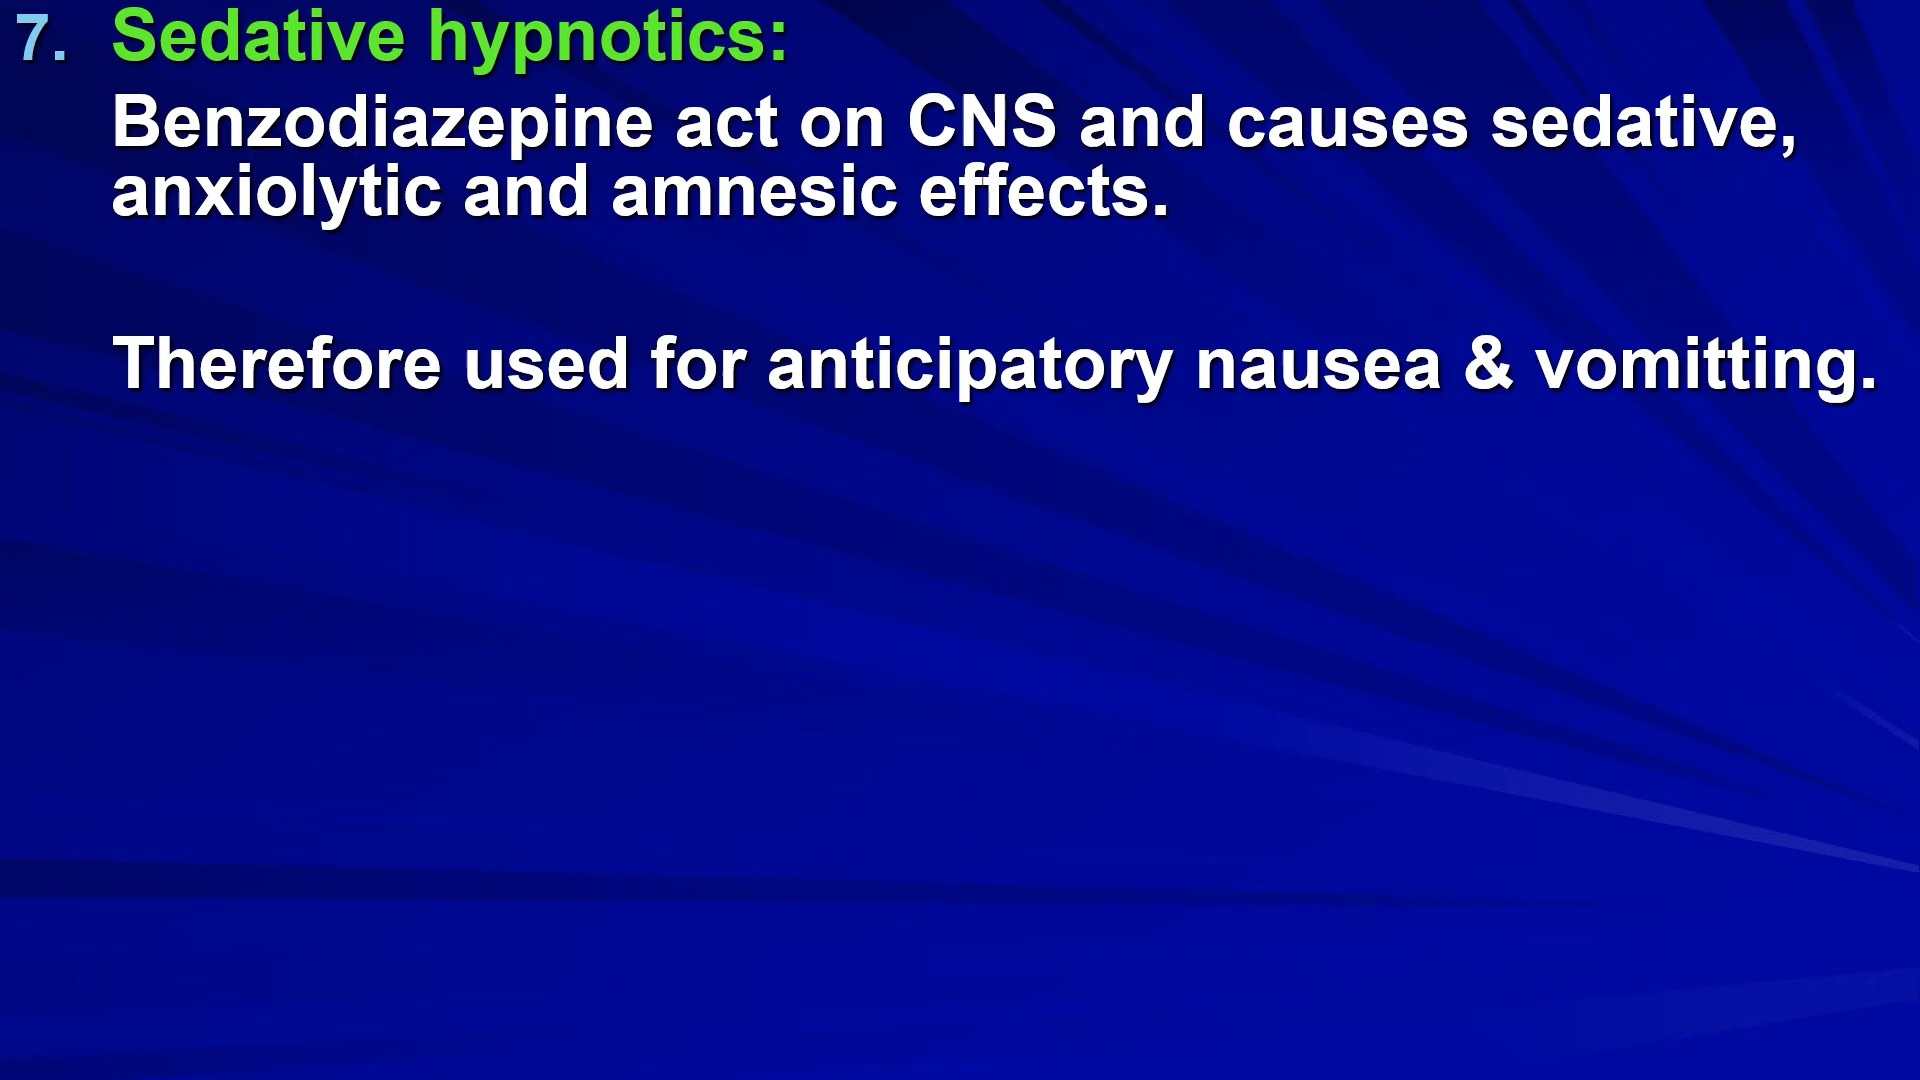 7. Sedative hypnotics:
Benzodiazepine act on CNS and causes sedative,
anxiolytic and amnesic effects.
Therefore used for anticipatory nausea & vomitting.